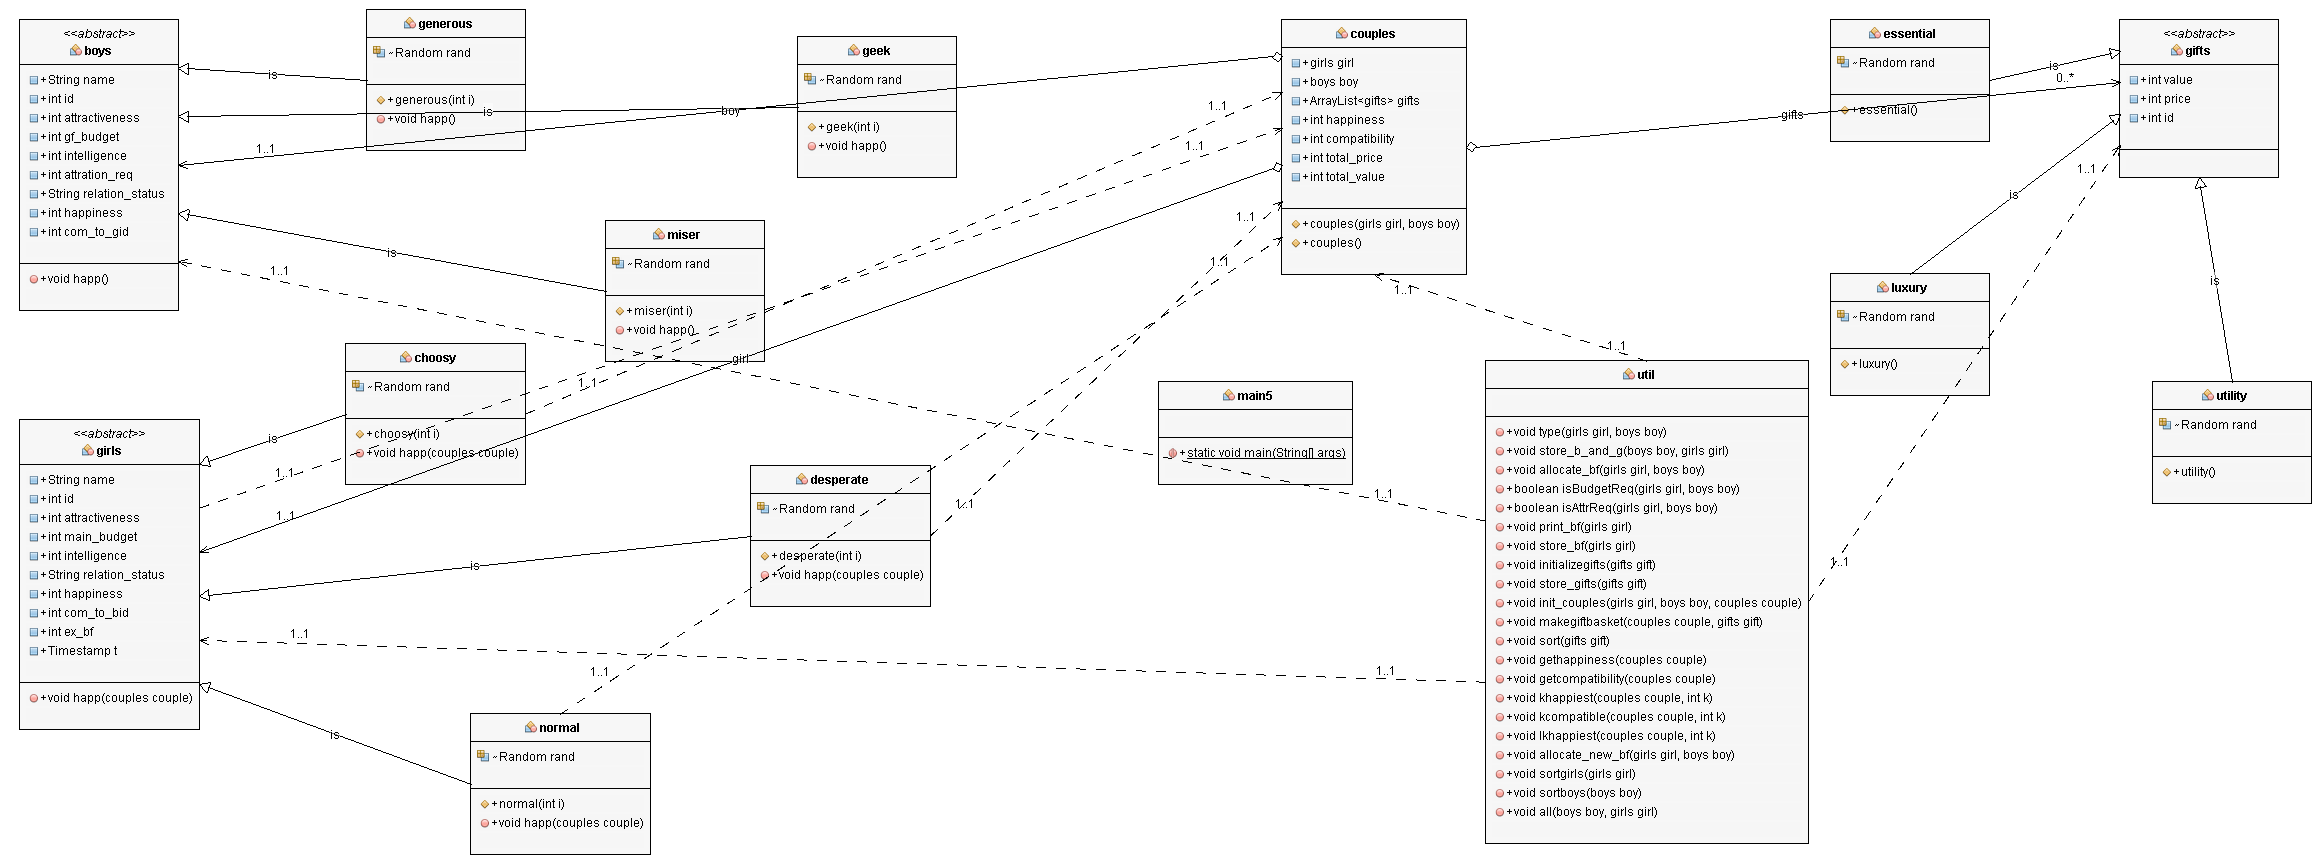 <<abstract>>
boys
+String name
+int id
+int attractiveness
+int gf_budget
+int intelligence
+int attration_req
+String relation_status
+int happiness
+int com_to_gid
+void happ()
generous
~Random rand
+generous(int i)
+void happ()
geek
~Random rand
+geek(int i)
+void happ()
miser
~Random rand
+miser(int i)
+void happ()
choosy
~Random rand
+choosy(int i)
+void happ(couples couple)
<<abstract>>
girls
+String name
+int id
+int attractiveness
+int main_budget
+int intelligence
+String relation_status
+int happiness
+int com_to_bid
+int ex_bf
+Timestamp t
+void happ(couples couple)
desperate
~Random rand
+desperate(int i)
+void happ(couples couple)
normal
~Random rand
+normal(int i)
+void happ(couples couple)
couples
+girls girl
+boys boy
+ArrayList<gifts> gifts
+int happiness
+int compatibility
+int total_price
+int total_value
+couples(girls girl, boys boy)
+couples()
main5
+static void main(String[] args)
util
+void type(girls girl, boys boy)
+void store_b_and_g(boys boy, girls girl)
+void allocate_bf(girls girl, boys boy)
+boolean isBudgetReq(girls girl, boys boy)
+boolean isAttrReq(girls girl, boys boy)
+void print_bf(girls girl)
+void store_bf(girls girl)
+void initializegifts(gifts gift)
+void store_gifts(gifts gift)
+void init_couples(girls girl, boys boy, couples couple)
+void makegiftbasket(couples couple, gifts gift)
+void sort(gifts gift)
+void gethappiness(couples couple)
+void getcompatibility(couples couple)
+void khappiest(couples couple, int k)
+void kcompatible(couples couple, int k)
+void lkhappiest(couples couple, int k)
+void allocate_new_bf(girls girl, boys boy)
+void sortgirls(girls girl)
+void sortboys(boys boy)
+void all(boys boy, girls girl)
essential
~Random rand
+essential()
<<abstract>>
gifts
+int value
+int price
+int id
luxury
~Random rand
+luxury()
utility
~Random rand
+utility()
is
is
boy
1..1
is
1..1
is
1..1
girl
1..1
1..1
is
1..1
is
1..1
1..1
1..1
1..1
1..1
1..1
1..1
1..1
1..1
1..1
1..1
gifts
0..*
is
is
is
1..1
1..1